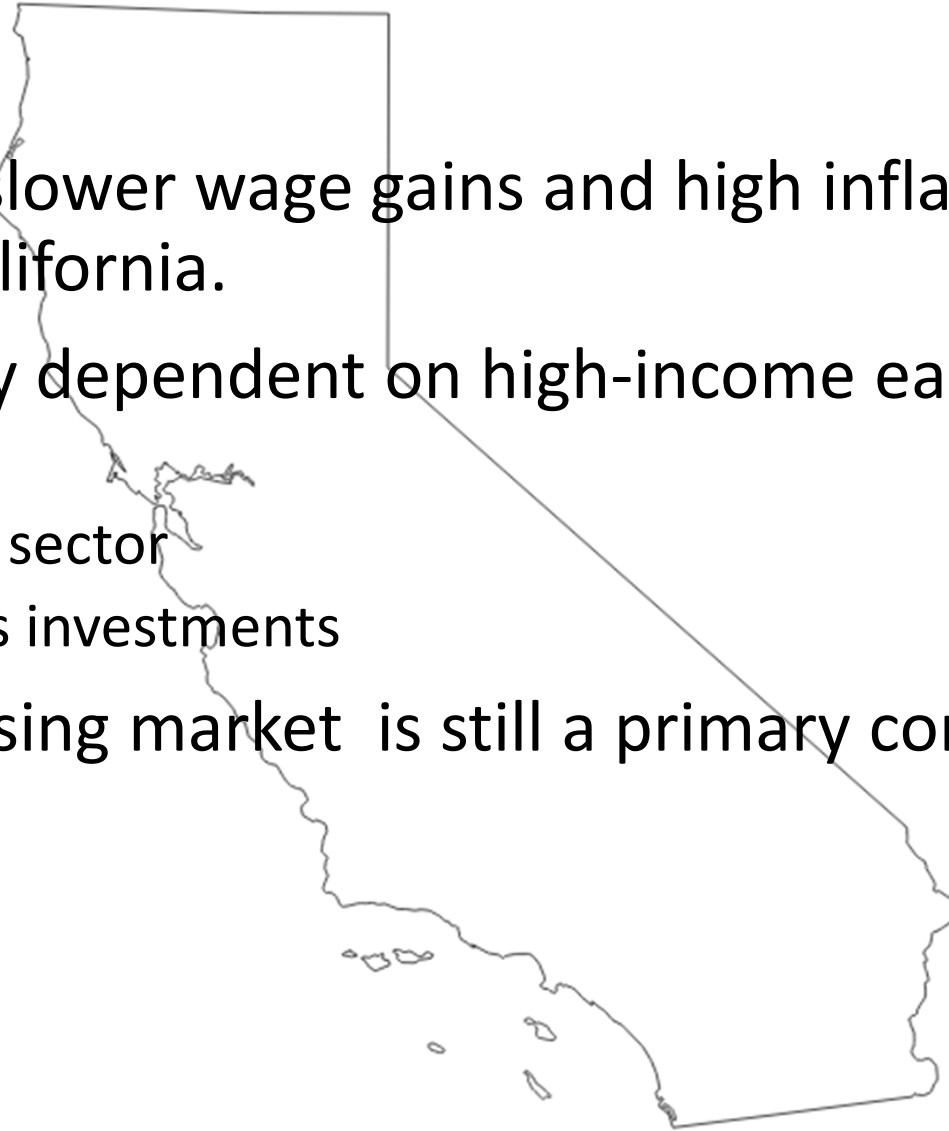 slower wage gains and high infla
lifornia.
y dependent on high-income ea
sector
s investments
sing market  is still a primary con